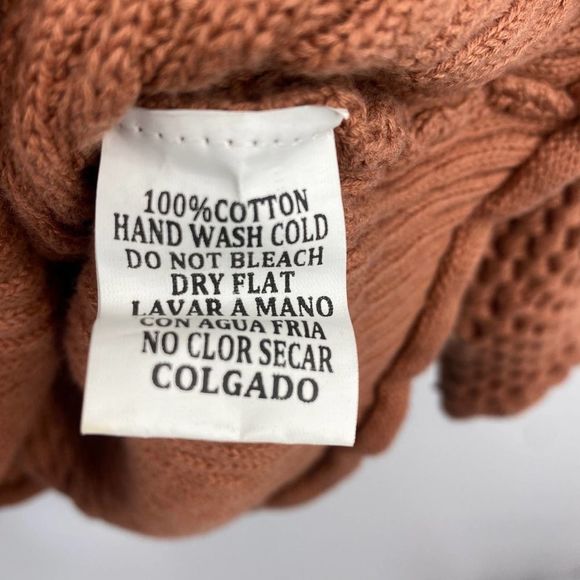 100%COTTON
HAND WASH COLD
DO NOT BLEACH
DRY FLAT
LAVAR A MANO
CON AGUA FRIA
NO CLOR SECAR
COLGADO